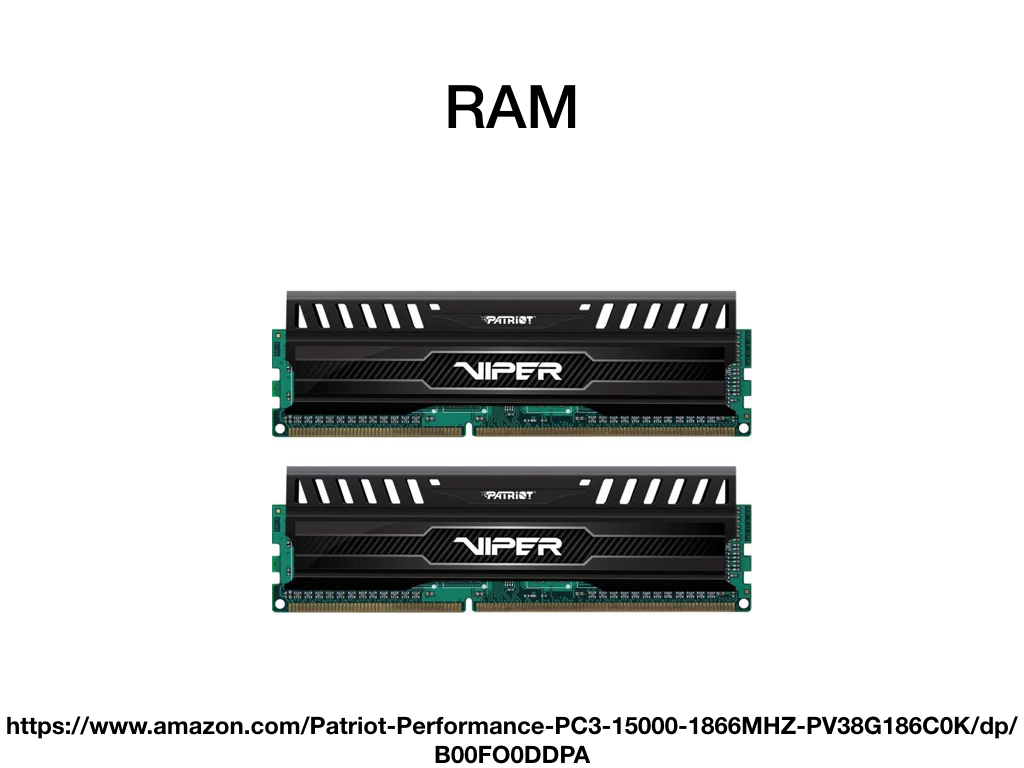 RAM
PATRIOT
VIPER
PATRIOT
VIPER
https://www.amazon.com/Patriot-Performance-PC3-15000-1866MHZ-PV38G186C0K/dp/
B00FO0DDPA